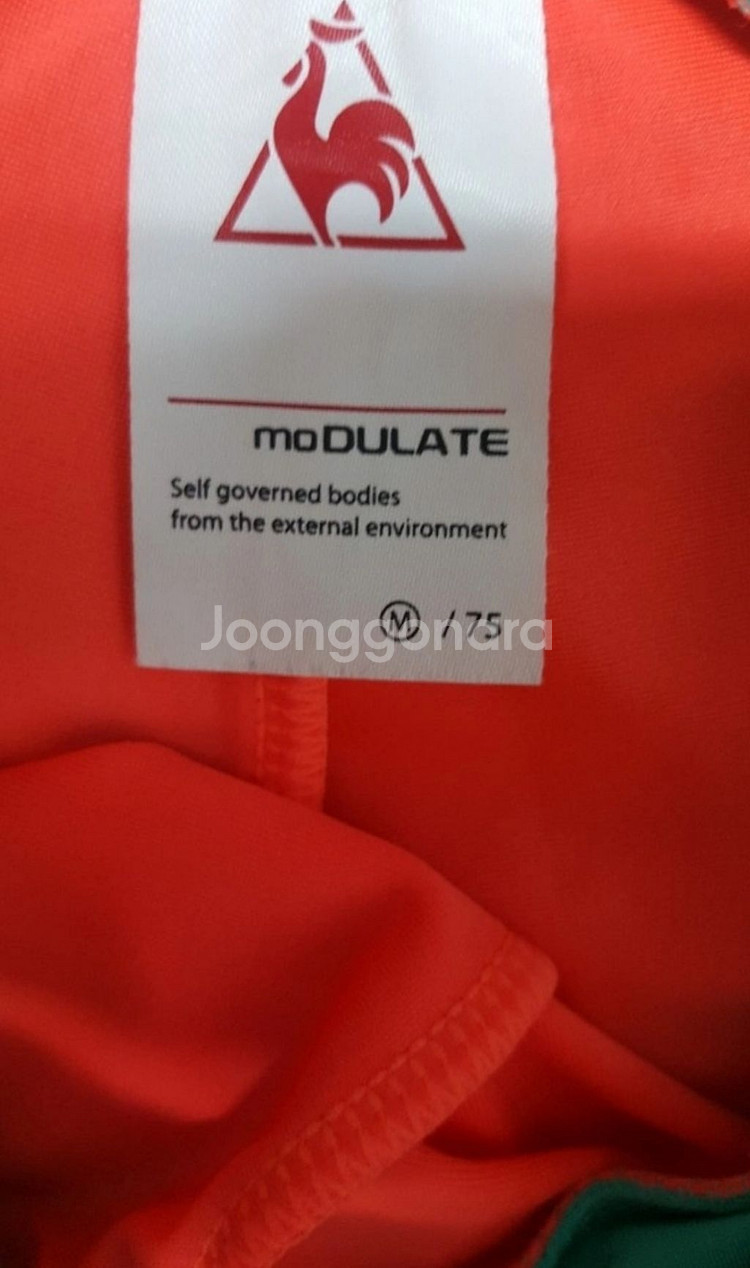 moDULATE
Self governed bodies
from the external environment
Ⓜ / 75
Joonggonara